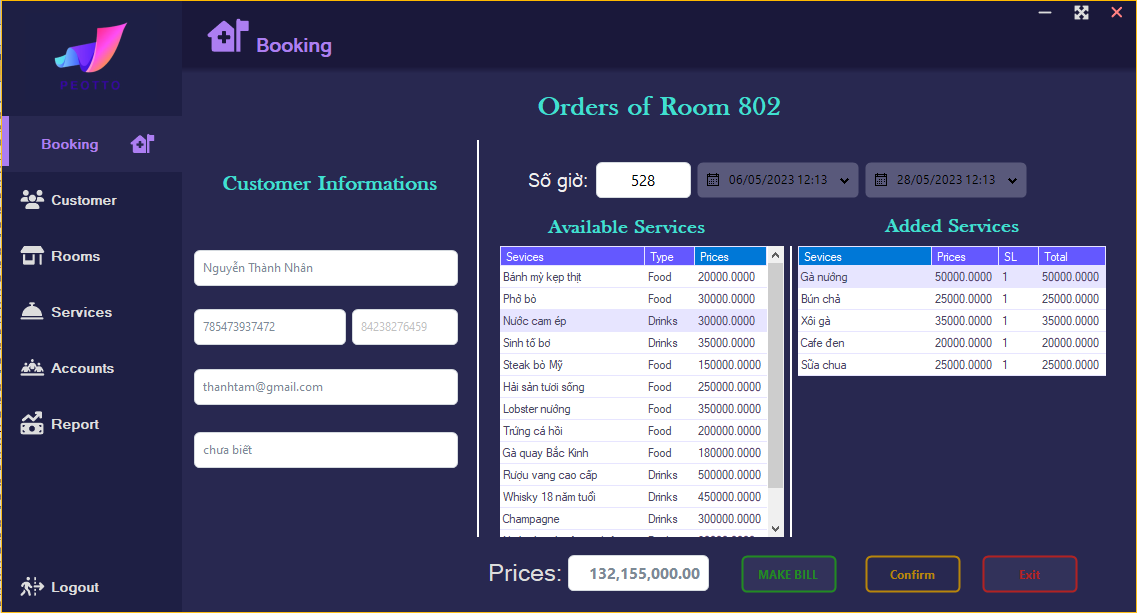 PROTTO
Booking
Booking
Customer
Rooms
Services
Accounts
Report
Logout
Orders of Room 802
Customer Informations
Nguyễn Thành Nhân
785473937472 84238276459
thanhtam@gmail.com
chưa biết
Số giờ: 528 06/05/2023 12:13 28/05/2023 12:13
Available Services
Sevices Type Prices
Bánh mỳ kẹp thịt Food 20000.0000
Phở bò Food 30000.0000
Nước cam ép Drinks 30000.0000
Sinh tố bơ Drinks 35000.0000
Steak bò Mỹ Food 150000.0000
Hải sản tươi sống Food 250000.0000
Lobster nướng Food 350000.0000
Trứng cá hồi Food 200000.0000
Gà quay Bắc Kinh Food 180000.0000
Rượu vang cao cấp Drinks 500000.0000
Whisky 18 năm tuổi Drinks 450000.0000
Champagne Drinks 300000.0000
Added Services
Sevices Prices SL Total
Gà nướng 50000.0000 1 50000.0000
Bún chả 25000.0000 1 25000.0000
Xôi gà 35000.0000 1 35000.0000
Cafe đen 20000.0000 1 20000.0000
Sữa chua 25000.0000 1 25000.0000
Prices: 132,155,000.00
MAKE BILL
Confirm
Exit